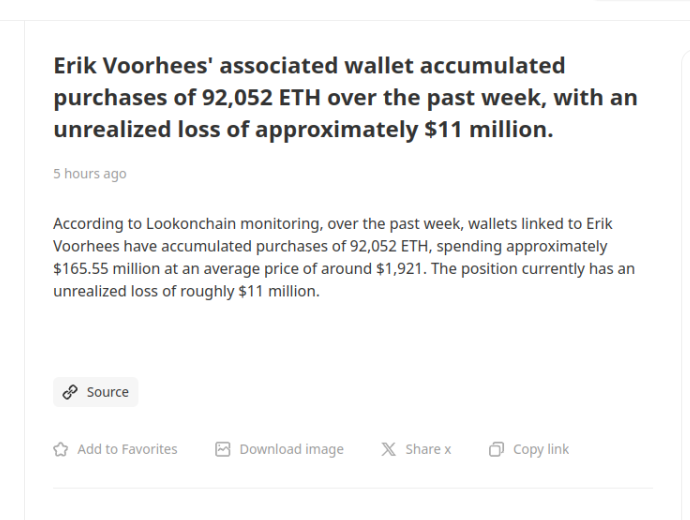 Erik Voorhees' associated wallet accumulated
purchases of 92,052 ETH over the past week, with an
unrealized loss of approximately $11 million.
5 hours ago
According to Lookonchain monitoring, over the past week, wallets linked to Erik
Voorhees have accumulated purchases of 92,052 ETH, spending approximately
$165.55 million at an average price of around $1,921. The position currently has an
unrealized loss of roughly $11 million.
Source
Add to Favorites
Download image
Share x
Copy link